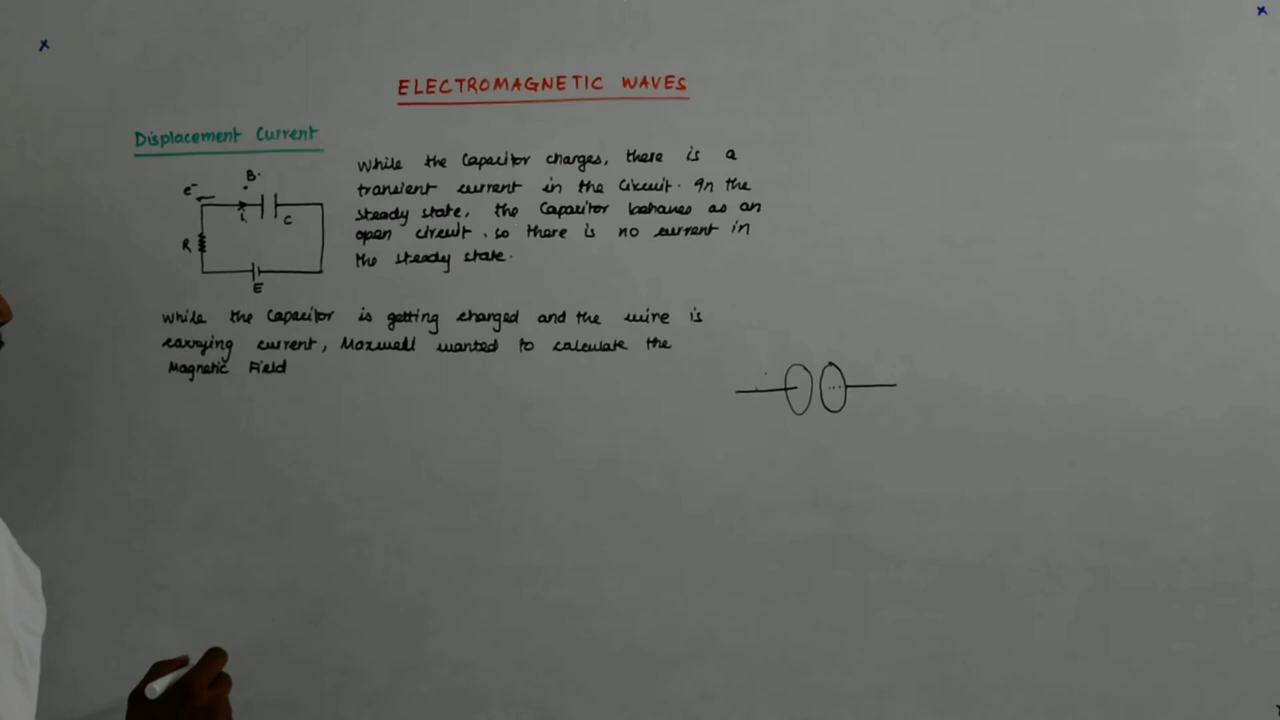 ELECTROMAGNETIC WAVES
Displacement Current
While the Capacitor charges, there is a
transient current in the Circuit. In the
steady state, the Capacitor behaves as an
open circuit. so there is no current in
the steady state.
B.
e⁻
i
C
R
E
While the Capacitor is getting charged and the wire is
carrying current, Maxwell wanted to calculate the
Magnetic Field